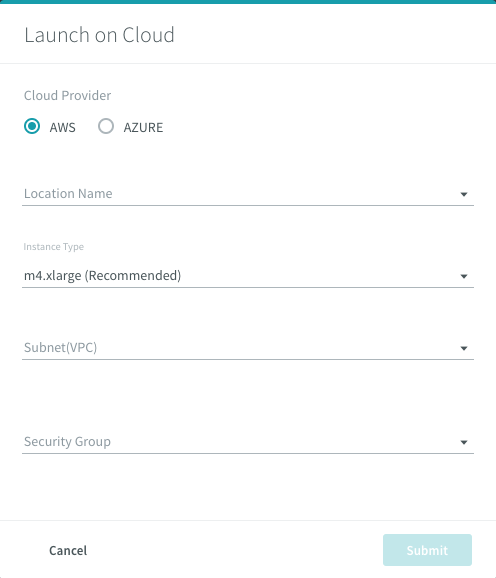 Launch on Cloud
Cloud Provider
AWS AZURE
Location Name
Instance Type
m4.xlarge (Recommended)
Subnet(VPC)
Security Group
Cancel Submit